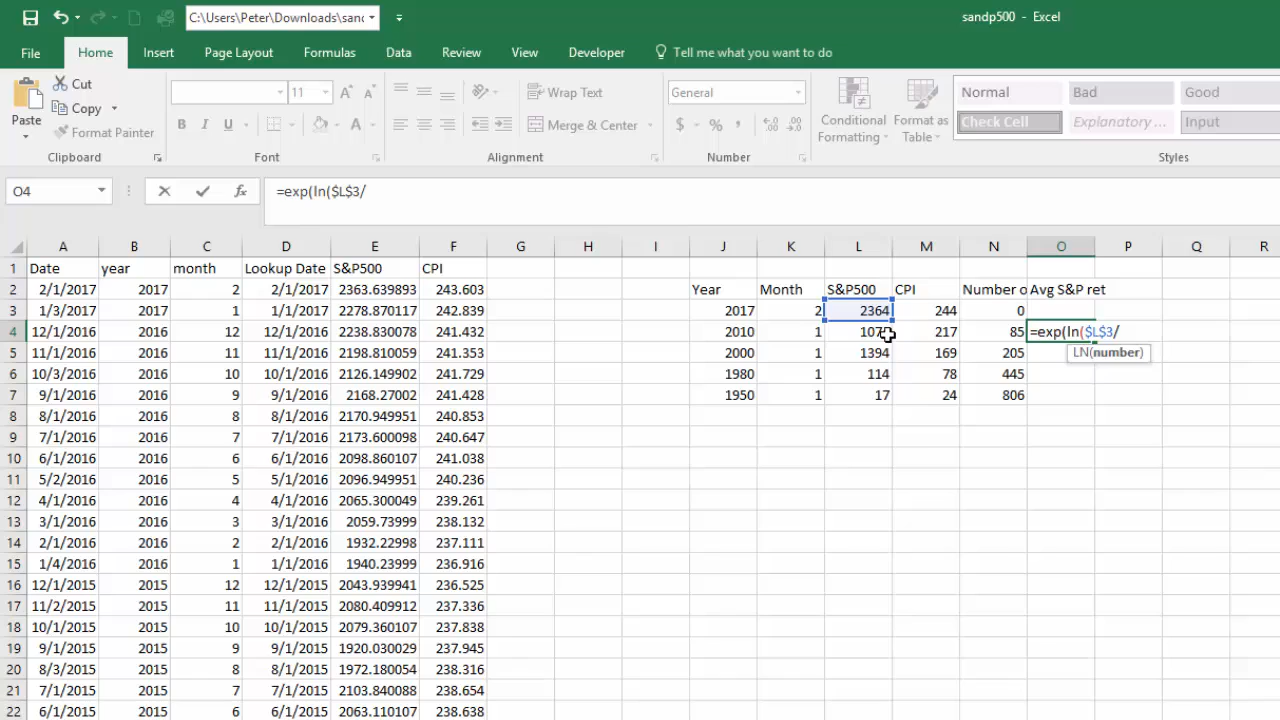 C:\Users\Peter\Downloads\sand
sandp500 - Excel
File Home Insert Page Layout Formulas Data Review View Developer Tell me what you want to do
Cut
Copy
Format Painter
Paste
11 A A
B I U A
Wrap Text
Merge & Center
General
$ % ,
Conditional Formatting
Format as Table
Normal Bad Good
Check Cell Explanatory ... Input
Clipboard Font Alignment Number Styles
O4 fx =exp(ln($L$3/
A B C D E F G H I J K L M N O P Q R
1 Date year month Lookup Date S&P500 CPI
2 2/1/2017 2017 2 2/1/2017 2363.639893 243.603 Year Month S&P500 CPI Number o Avg S&P ret
3 1/3/2017 2017 1 1/1/2017 2278.870117 242.839 2017 2 2364 244 0
4 12/1/2016 2016 12 12/1/2016 2238.830078 241.432 2010 1 107 217 85 =exp(ln($L$3/
5 11/1/2016 2016 11 11/1/2016 2198.810059 241.353 2000 1 1394 169 205 LN(number)
6 10/3/2016 2016 10 10/1/2016 2126.149902 241.729 1980 1 114 78 445
7 9/1/2016 2016 9 9/1/2016 2168.27002 241.428 1950 1 17 24 806
8 8/1/2016 2016 8 8/1/2016 2170.949951 240.853
9 7/1/2016 2016 7 7/1/2016 2173.600098 240.647
10 6/1/2016 2016 6 6/1/2016 2098.860107 241.038
11 5/2/2016 2016 5 5/1/2016 2096.949951 240.236
12 4/1/2016 2016 4 4/1/2016 2065.300049 239.261
13 3/1/2016 2016 3 3/1/2016 2059.73999 238.132
14 2/1/2016 2016 2 2/1/2016 1932.22998 237.111
15 1/4/2016 2016 1 1/1/2016 1940.23999 236.916
16 12/1/2015 2015 12 12/1/2015 2043.939941 236.525
17 11/2/2015 2015 11 11/1/2015 2080.409912 237.336
18 10/1/2015 2015 10 10/1/2015 2079.360107 237.838
19 9/1/2015 2015 9 9/1/2015 1920.030029 237.945
20 8/3/2015 2015 8 8/1/2015 1972.180054 238.316
21 7/1/2015 2015 7 7/1/2015 2103.840088 238.654
22 6/1/2015 2015 6 6/1/2015 2063.110107 238.638